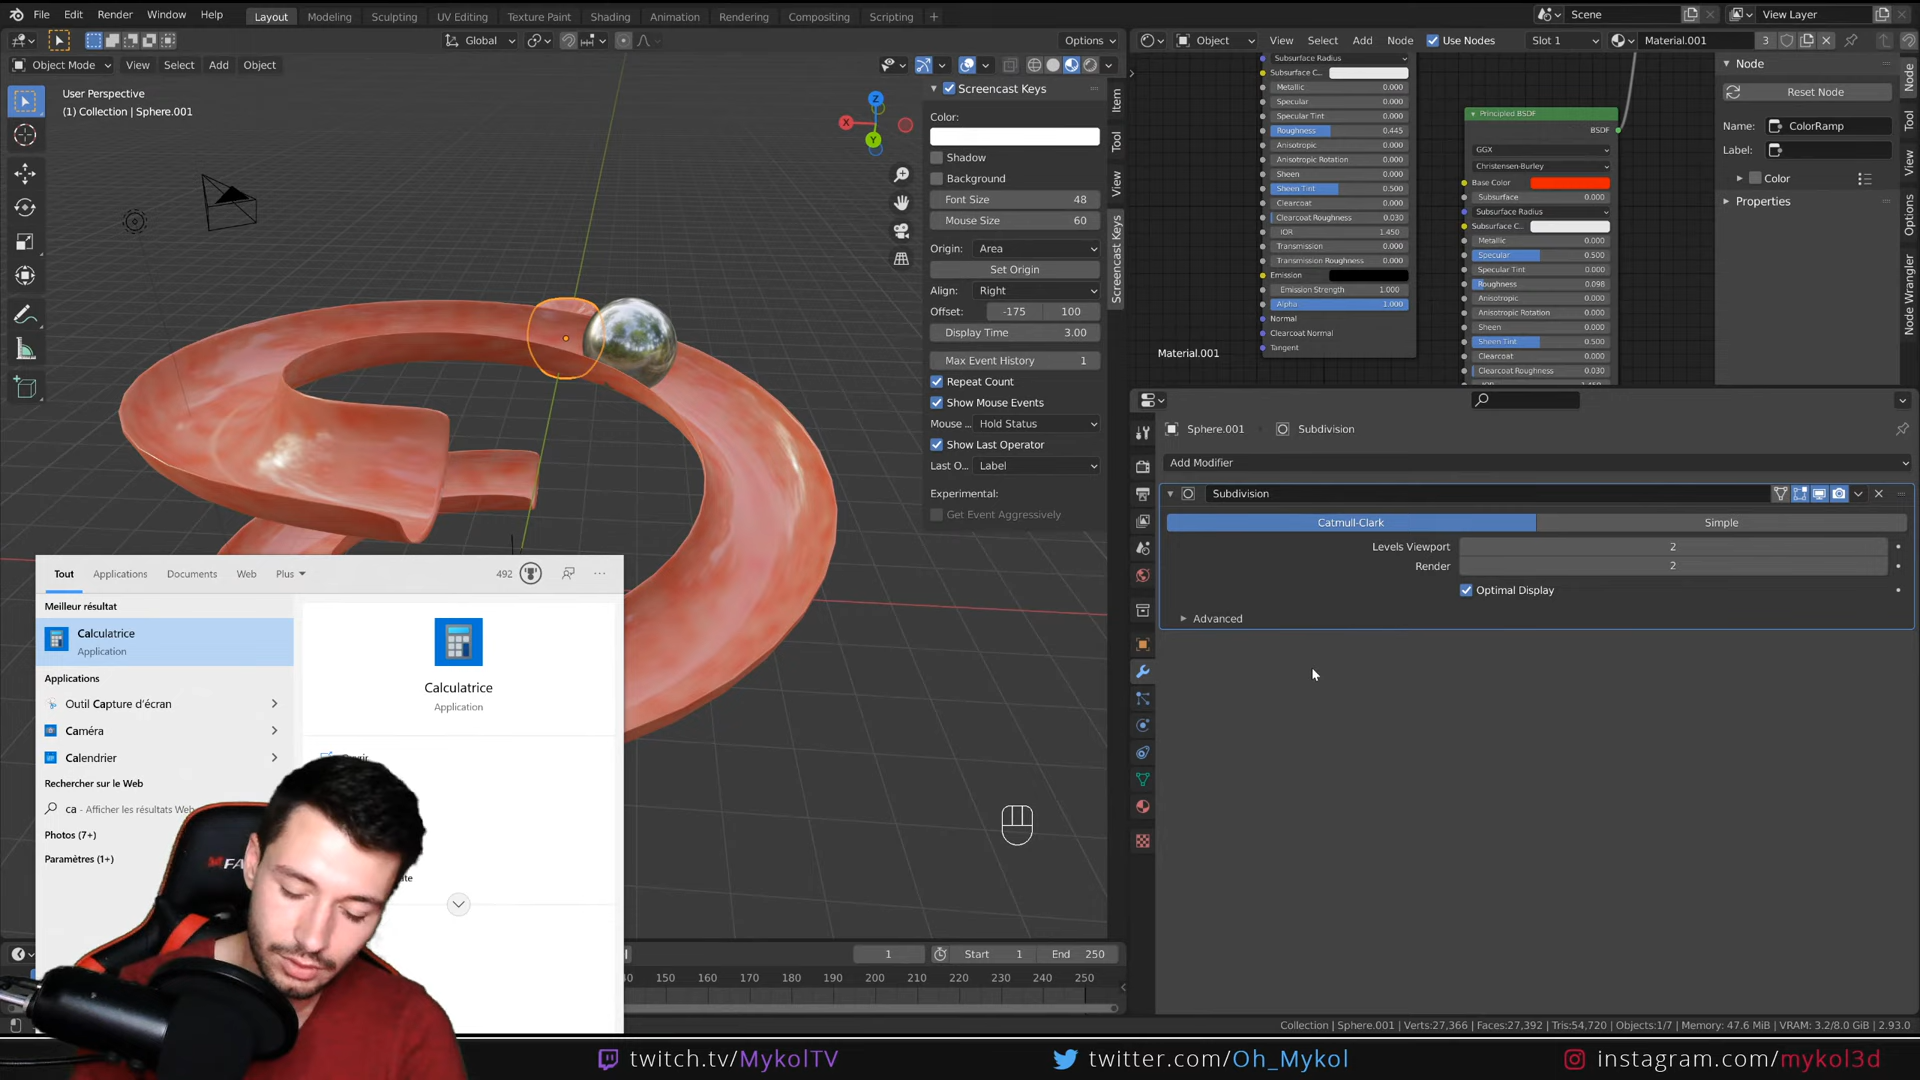 File Edit Render Window Help
Layout Modeling Sculpting UV Editing Texture Paint Shading Animation Rendering Compositing Scripting +
Scene View Layer
Global Options
Object View Select Add Node Use Nodes Slot 1 Material.001 3
Object Mode View Select Add Object
User Perspective
(1) Collection | Sphere.001
X Z Y
Screencast Keys
Color:
Shadow
Background
Font Size 48
Mouse Size 60
Origin: Area
Set Origin
Align: Right
Offset: -175 100
Display Time 3.00
Max Event History 1
Repeat Count
Show Mouse Events
Mouse ... Hold Status
Show Last Operator
Last O... Label
Experimental:
Get Event Aggressively
Item
Tool
View
Screencast Keys
Subsurface Radius
Subsurface C...
Metallic 0.000
Specular 0.000
Specular Tint 0.000
Roughness 0.445
Anisotropic 0.000
Anisotropic Rotation 0.000
Sheen 0.000
Sheen Tint 0.500
Clearcoat 0.000
Clearcoat Roughness 0.030
IOR 1.450
Transmission 0.000
Transmission Roughness 0.000
Emission
Emission Strength 1.000
Alpha 1.000
Normal
Clearcoat Normal
Tangent
Material.001
Principled BSDF
BSDF
GGX
Christensen-Burley
Base Color
Subsurface 0.000
Subsurface Radius
Subsurface C...
Metallic 0.000
Specular 0.500
Specular Tint 0.000
Roughness 0.098
Anisotropic 0.000
Anisotropic Rotation 0.000
Sheen 0.000
Sheen Tint 0.500
Clearcoat 0.000
Clearcoat Roughness 0.030
Node
Reset Node
Name: ColorRamp
Label:
Color
Properties
Node
Tool
View
Options
Node Wrangler
Sphere.001 Subdivision
Add Modifier
Subdivision
Catmull-Clark Simple
Levels Viewport 2
Render 2
Optimal Display
Advanced
Tout Applications Documents Web Plus 492 ...
Meilleur résultat
Calculatrice
Application
Applications
Outil Capture d'écran
Caméra
Calendrier
Rechercher sur le Web
ca - Afficher les résultats Web
Photos (7+)
Paramètres (1+)
Calculatrice
Application
1 Start 1 End 250
150 160 170 180 190 200 210 220 230 240 250
Collection | Sphere.001 Verts:27,366 | Faces:27,392 | Tris:54,720 | Objects:1/7 | Memory: 47.6 MiB | VRAM: 3.2/8.0 GiB | 2.93.0
twitch.tv/MykolTV twitter.com/Oh_Mykol instagram.com/mykol3d